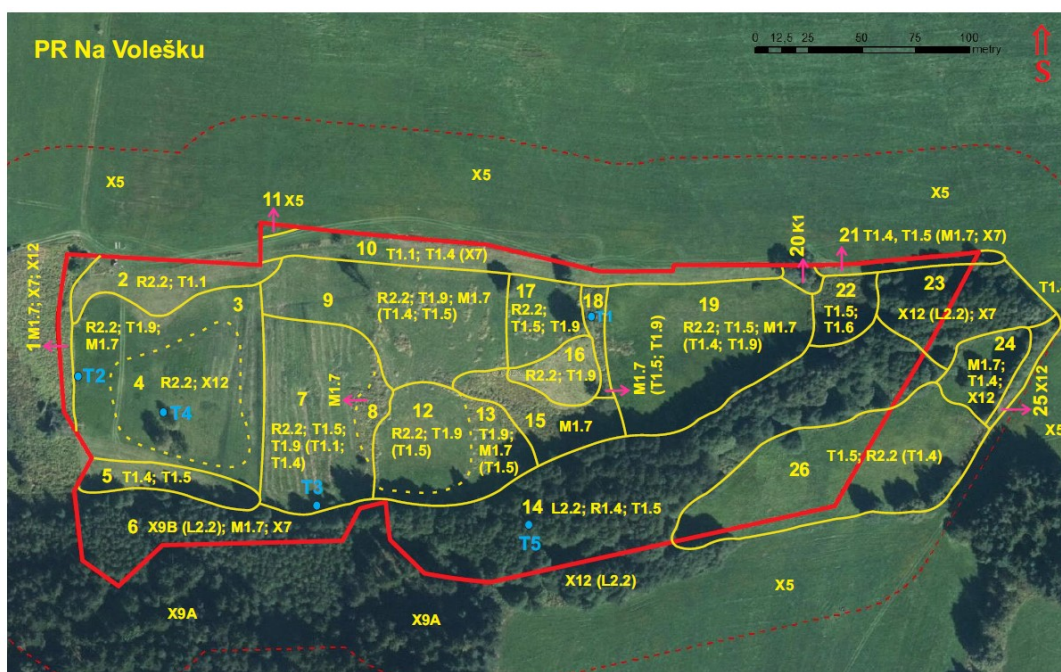 PR Na Volešku
0 12,5 25 50 75 100
metry
S
X5
X5
X5
11 X5
1 M1.7; X7; X12
2 R2.2; T1.1
3
R2.2; T1.9;
M1.7
T2
4 R2.2; X12
T4
5 T1.4; T1.5
6 X9B (L2.2); M1.7; X7
10 T1.1; T1.4 (X7)
9 R2.2; T1.9; M1.7
(T1.4; T1.5)
7
R2.2; T1.5;
T1.9 (T1.1;
T1.4)
T3
M1.7
8
12
R2.2; T1.9
(T1.5)
13
T1.9;
M1.7
(T1.5)
17
R2.2;
T1.5; T1.9
16
R2.2; T1.9
15 M1.7
18
T1
M1.7
(T1.5; T1.9)
19
R2.2; T1.5; M1.7
(T1.4; T1.9)
20 K1
21 T1.4, T1.5 (M1.7; X7)
22
T1.5;
T1.6
23
X12 (L2.2); X7
24
M1.7;
T1.4;
X12
25 X12
X5
26
T1.5; R2.2 (T1.4)
14 L2.2; R1.4; T1.5
T5
X12 (L2.2)
X5
X9A
X9A